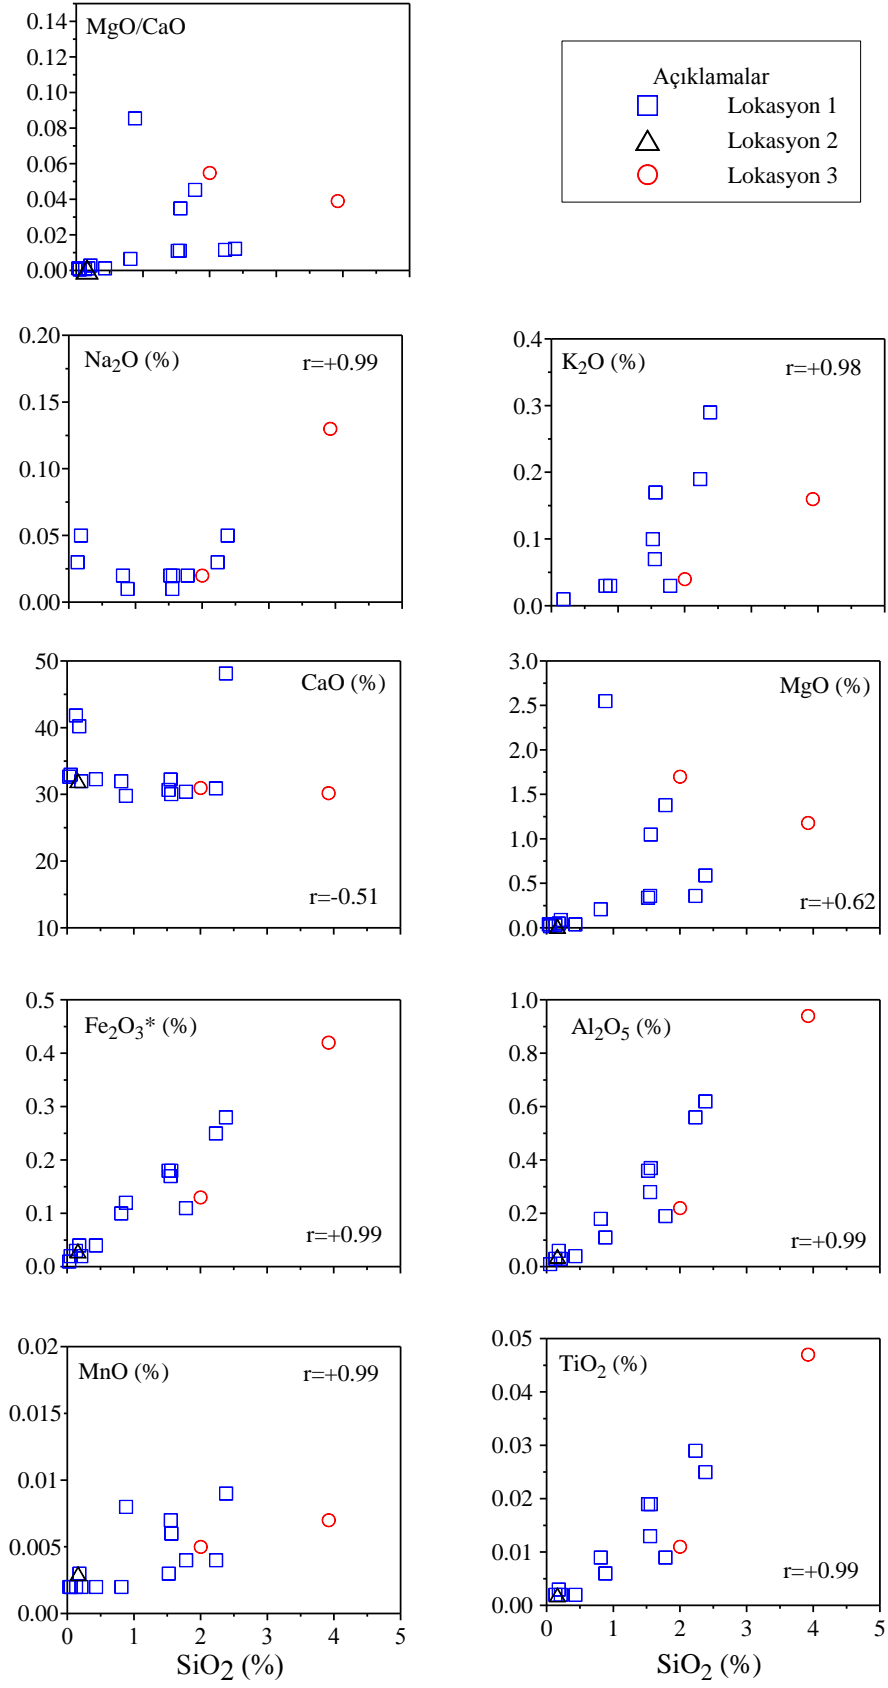 MgO/CaO
0.14
0.12
0.10
0.08
0.06
0.04
0.02
0.00
Açıklamalar
Lokasyon 1
Lokasyon 2
Lokasyon 3
Na2O (%)
r=+0.99
0.20
0.15
0.10
0.05
0.00
K2O (%)
r=+0.98
0.4
0.3
0.2
0.1
0.0
CaO (%)
r=-0.51
50
40
30
20
10
MgO (%)
r=+0.62
3.0
2.5
2.0
1.5
1.0
0.5
0.0
Fe2O3* (%)
r=+0.99
0.5
0.4
0.3
0.2
0.1
0.0
Al2O5 (%)
r=+0.99
1.0
0.8
0.6
0.4
0.2
0.0
MnO (%)
r=+0.99
0.02
0.015
0.010
0.005
0.00
0 1 2 3 4 5
SiO2 (%)
TiO2 (%)
r=+0.99
0.05
0.04
0.03
0.02
0.01
0.00
0 1 2 3 4 5
SiO2 (%)